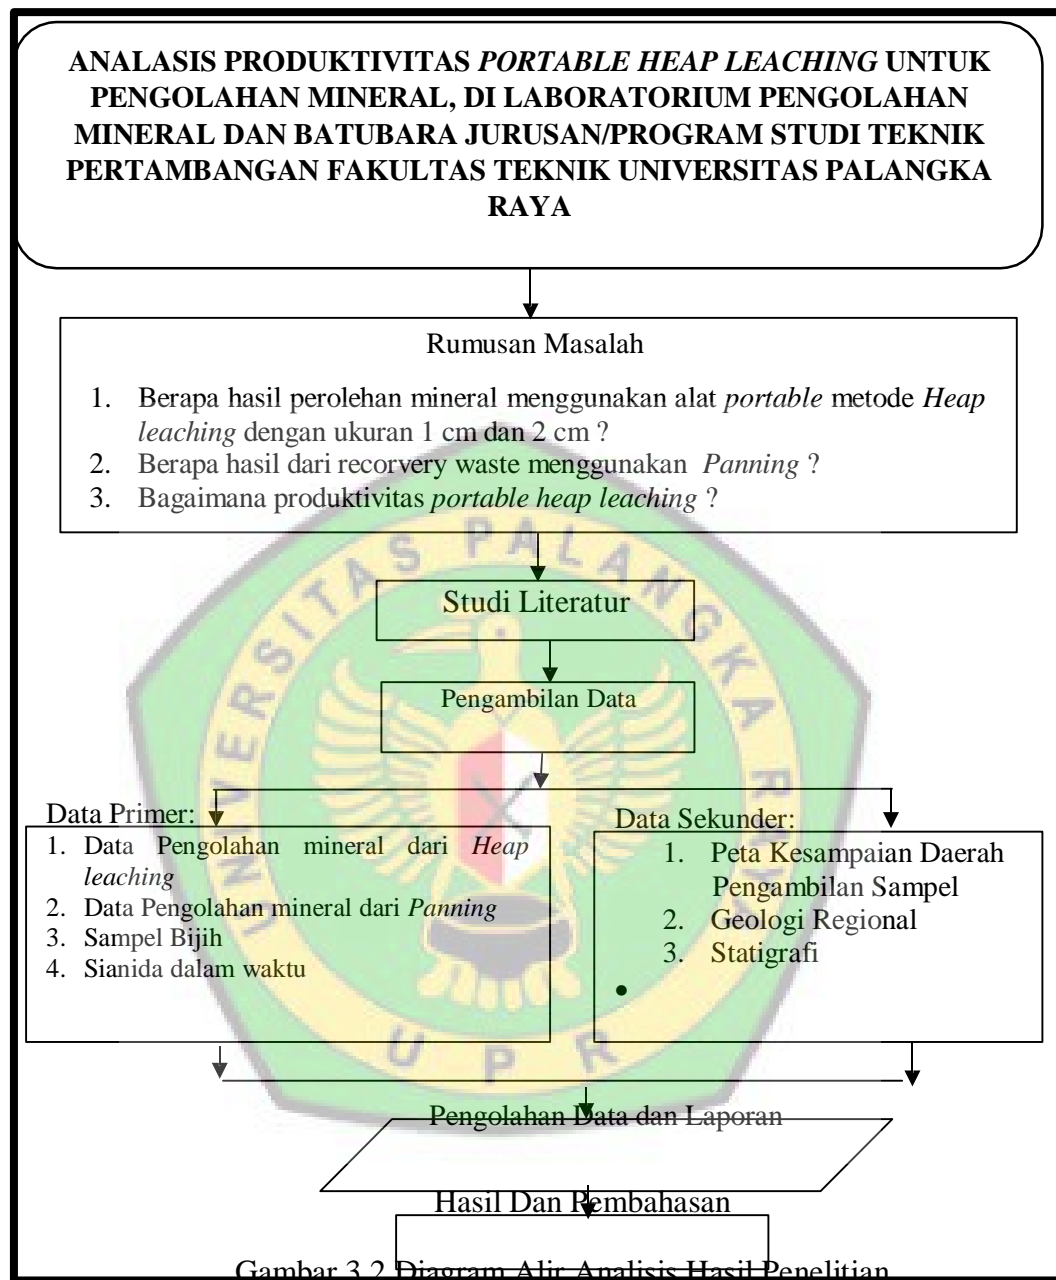 ANALASIS PRODUKTIVITAS PORTABLE HEAP LEACHING UNTUK
PENGOLAHAN MINERAL, DI LABORATORIUM PENGOLAHAN
MINERAL DAN BATUBARA JURUSAN/PROGRAM STUDI TEKNIK
PERTAMBANGAN FAKULTAS TEKNIK UNIVERSITAS PALANGKA
RAYA
Rumusan Masalah
1. Berapa hasil perolehan mineral menggunakan alat portable metode Heap
leaching dengan ukuran 1 cm dan 2 cm ?
2. Berapa hasil dari recorvery waste menggunakan Panning ?
3. Bagaimana produktivitas portable heap leaching ?
Studi Literatur
Pengambilan Data
Data Primer:
1. Data Pengolahan mineral dari Heap
leaching
2. Data Pengolahan mineral dari Panning
3. Sampel Bijih
4. Sianida dalam waktu
Data Sekunder:
1. Peta Kesampaian Daerah
Pengambilan Sampel
2. Geologi Regional
3. Statigrafi
•
Pengolahan Data dan Laporan
Hasil Dan Pembahasan
Gambar 3.2 Diagram Alir Analisis Hasil Penelitian
UNIVERSITAS PALANGKA RAYA
UPR